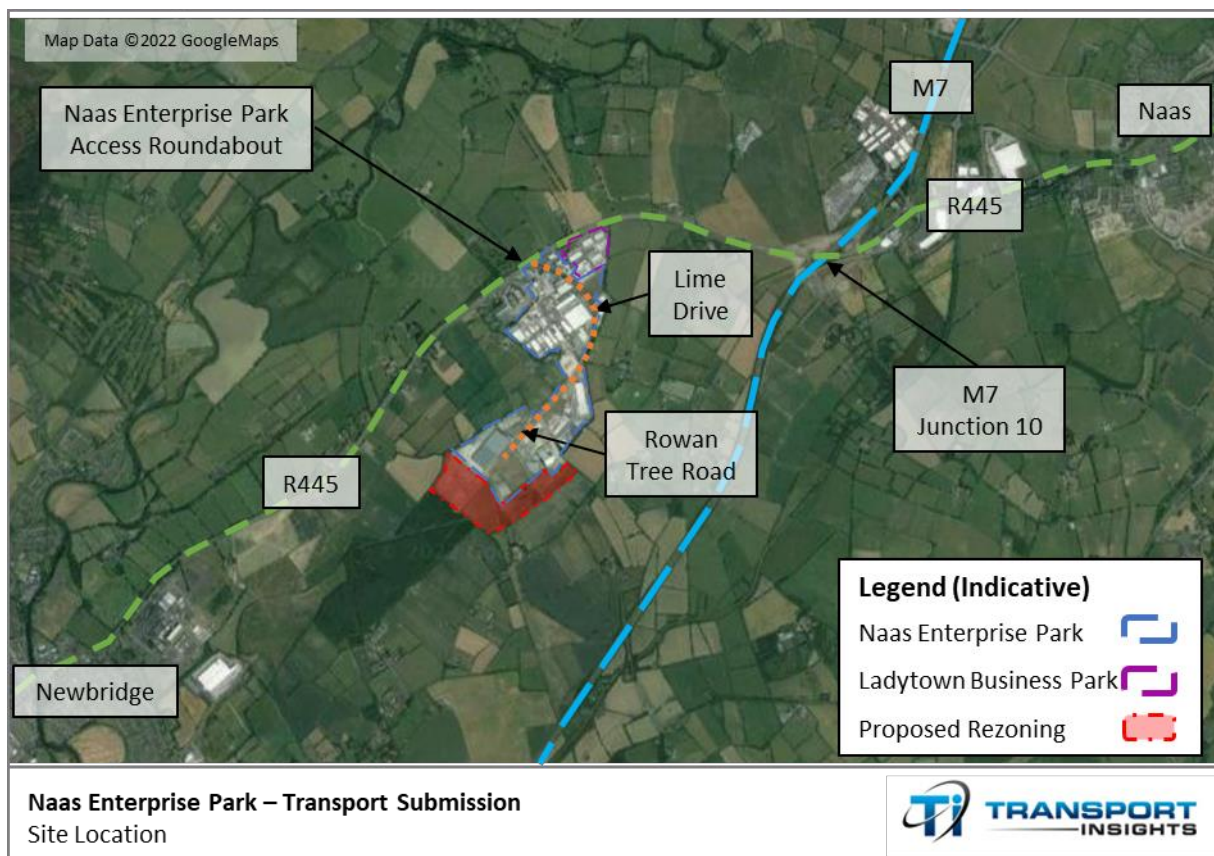 Map Data ©2022 GoogleMaps
M7
Naas Enterprise Park
Access Roundabout
Naas
R445
Lime
Drive
M7
Junction 10
Rowan
Tree Road
R445
Newbridge
Legend (Indicative)
Naas Enterprise Park
Ladytown Business Park
Proposed Rezoning
Naas Enterprise Park – Transport Submission
Site Location
Ti TRANSPORT
INSIGHTS